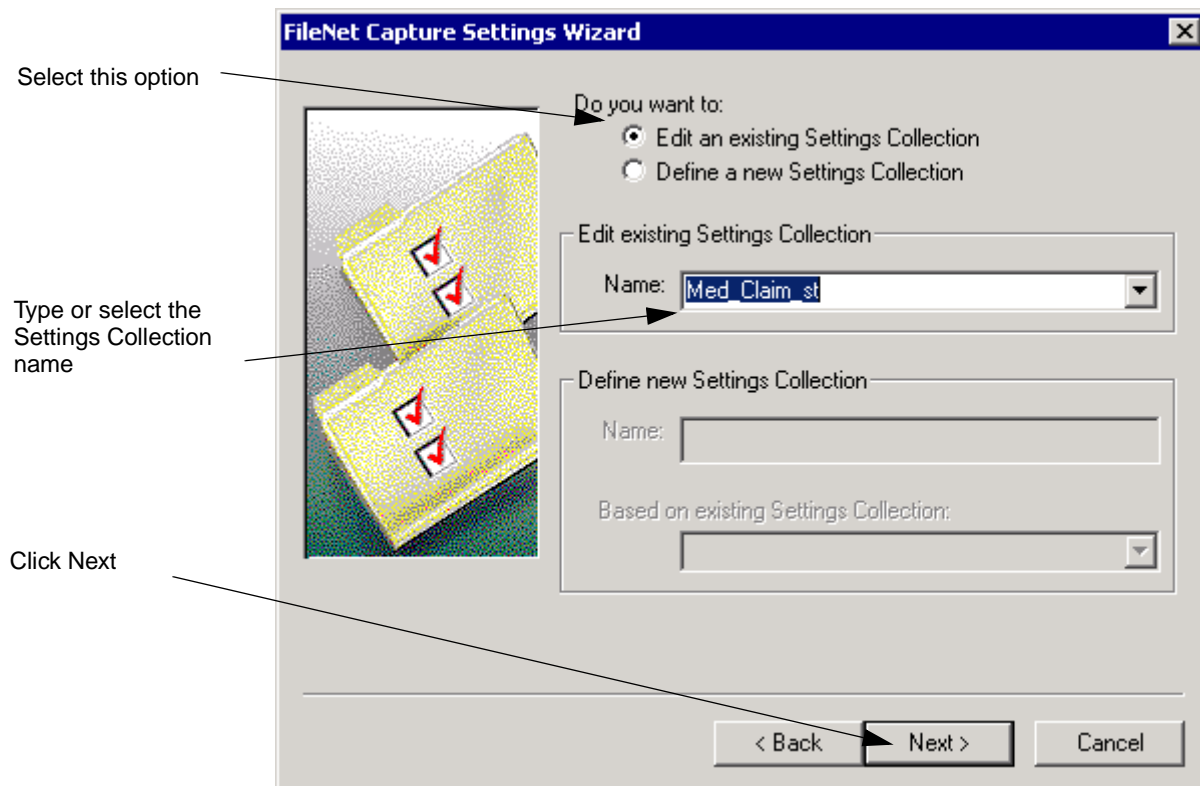 FileNet Capture Settings Wizard
Select this option
Do you want to:
Edit an existing Settings Collection
Define a new Settings Collection
Edit existing Settings Collection
Name:
Med_Claim_st
Type or select the
Settings Collection
name
Define new Settings Collection
Name:
Based on existing Settings Collection:
Click Next
< Back
Next >
Cancel